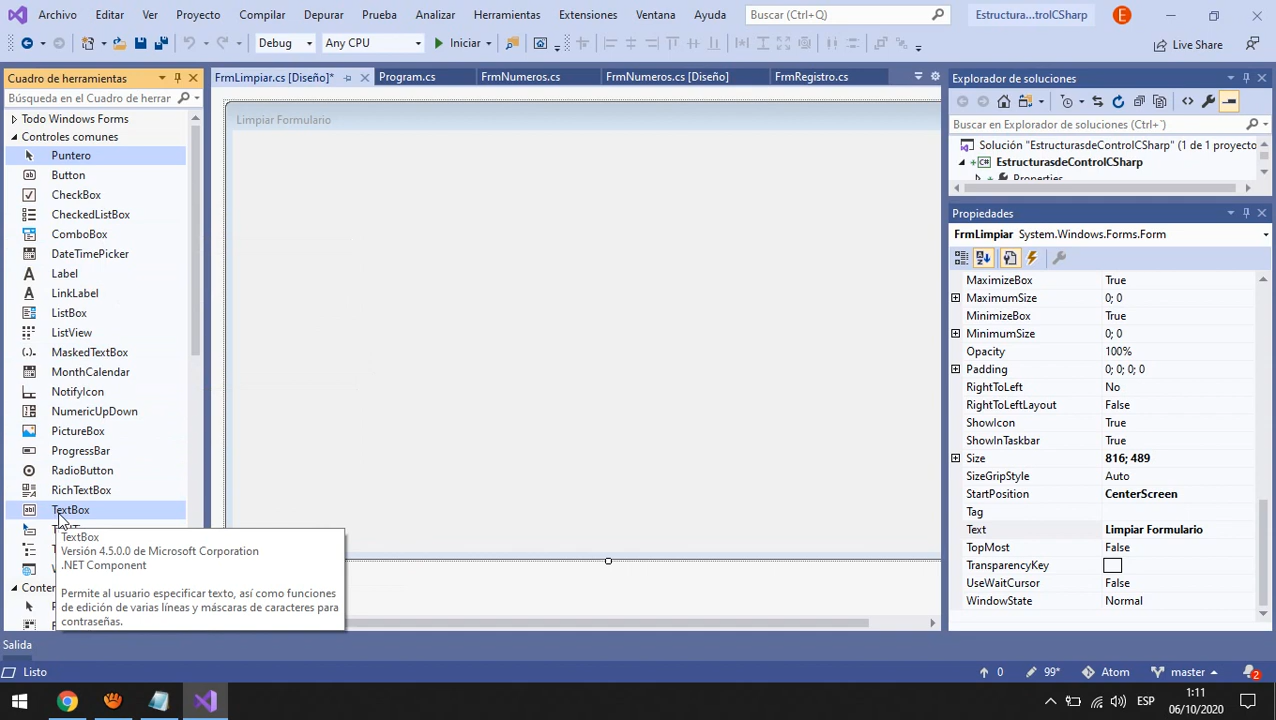 Archivo Editar Ver Proyecto Compilar Depurar Prueba Analizar Herramientas Extensiones Ventana Ayuda Buscar (Ctrl+Q) Estructura...trolCSharp E
Debug Any CPU Iniciar Live Share
Cuadro de herramientas
Búsqueda en el Cuadro de herrar
Todo Windows Forms
Controles comunes
Puntero
Button
CheckBox
CheckedListBox
ComboBox
DateTimePicker
Label
LinkLabel
ListBox
ListView
MaskedTextBox
MonthCalendar
NotifyIcon
NumericUpDown
PictureBox
ProgressBar
RadioButton
RichTextBox
TextBox
TextBox
Versión 4.5.0.0 de Microsoft Corporation
.NET Component
Permite al usuario especificar texto, así como funciones
de edición de varias líneas y máscaras de caracteres para
contraseñas.
FrmLimpiar.cs [Diseño]* Program.cs FrmNumeros.cs FrmNumeros.cs [Diseño] FrmRegistro.cs
Limpiar Formulario
Explorador de soluciones
Buscar en Explorador de soluciones (Ctrl+´)
Solución "EstructurasdeControlCSharp" (1 de 1 proyecto
C# EstructurasdeControlCSharp
Properties
Propiedades
FrmLimpiar System.Windows.Forms.Form
MaximizeBox True
MaximumSize 0; 0
MinimizeBox True
MinimumSize 0; 0
Opacity 100%
Padding 0; 0; 0; 0
RightToLeft No
RightToLeftLayout False
ShowIcon True
ShowInTaskbar True
Size 816; 489
SizeGripStyle Auto
StartPosition CenterScreen
Tag
Text Limpiar Formulario
TopMost False
TransparencyKey
UseWaitCursor False
WindowState Normal
Salida
Listo 0 99* Atom master 2
ESP
1:11
06/10/2020